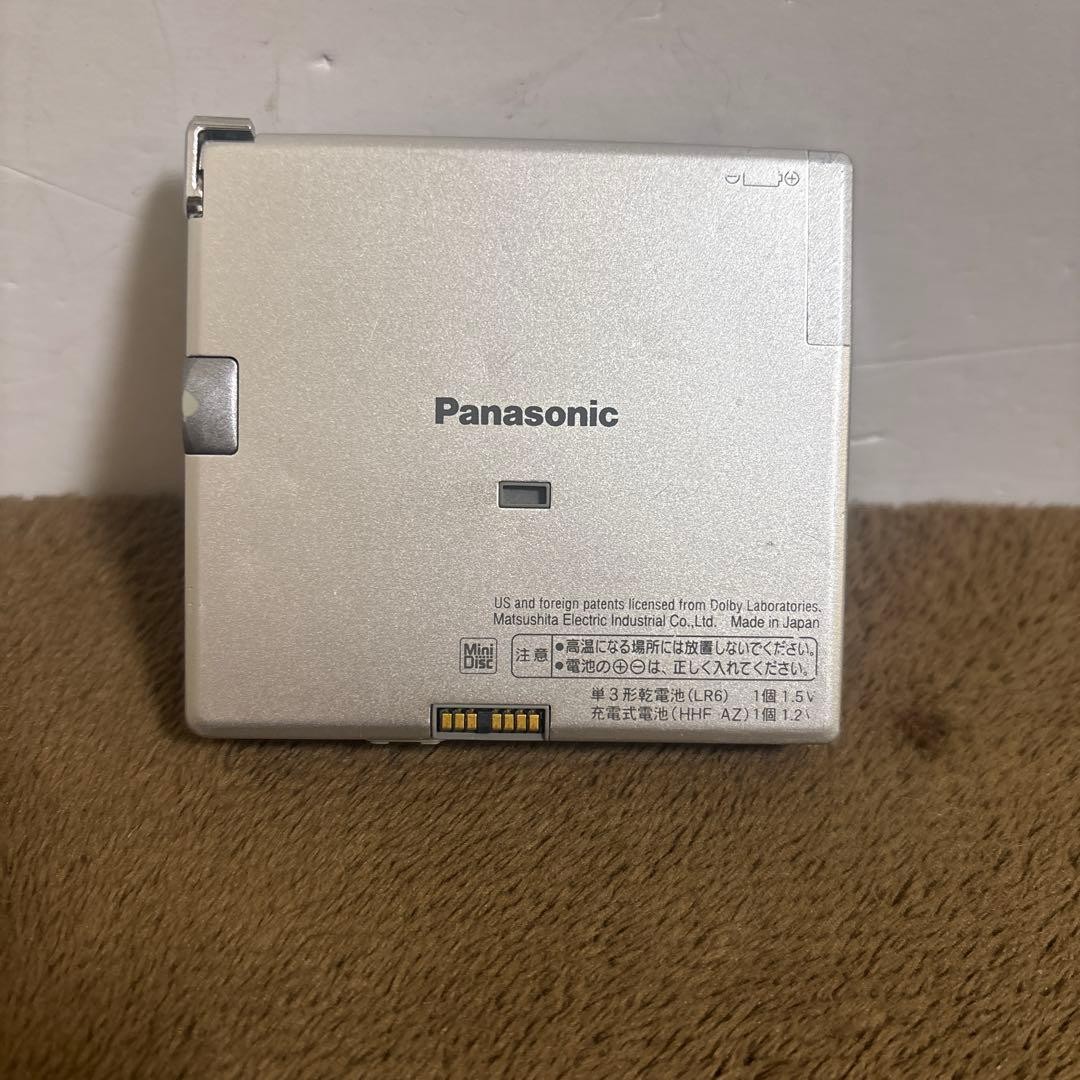 Panasonic
US and foreign patents licensed from Dolby Laboratories.
Matsushita Electric Industrial Co.,Ltd. Made in Japan
Mini
Disc
注意
●高温になる場所には放置しないでください。
●電池の⊕⊖は、正しく入れてください。
単3形乾電池(LR6) 1個 1.5V
充電式電池(HHF AZ)1個 1.2V